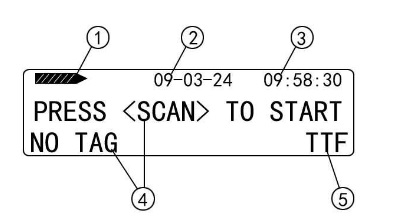 ① ② ③
09-03-24 09:58:30
PRESS <SCAN> TO START
NO TAG TTF
④ ⑤